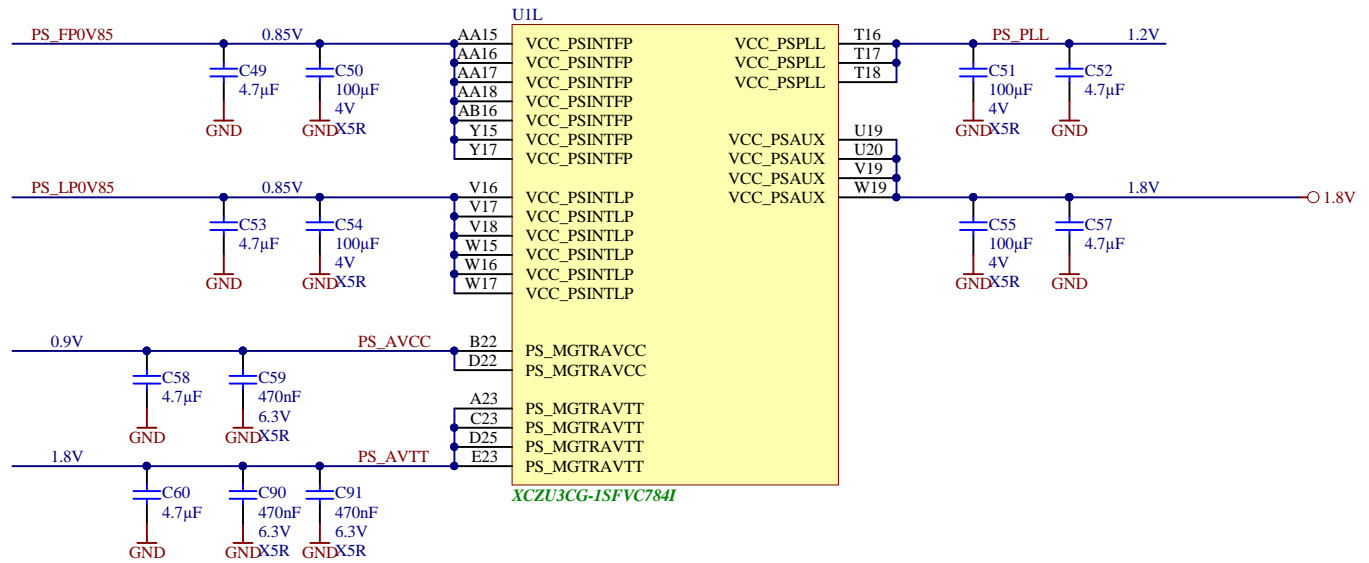 U1L
PS_FP0V85 0.85V AA15 VCC_PSINTFP VCC_PSPLL T16 PS_PLL 1.2V
AA16 VCC_PSINTFP VCC_PSPLL T17
AA17 VCC_PSINTFP VCC_PSPLL T18
AA18 VCC_PSINTFP
AB16 VCC_PSINTFP
Y15 VCC_PSINTFP VCC_PSAUX U19
Y17 VCC_PSINTFP VCC_PSAUX U20
C49
4.7µF
GND
C50
100µF
4V
GND X5R
C51
100µF
4V
GND X5R
C52
4.7µF
GND
VCC_PSAUX V19
PS_LP0V85 0.85V V16 VCC_PSINTLP VCC_PSAUX W19 1.8V 1.8V
V17 VCC_PSINTLP
V18 VCC_PSINTLP
W15 VCC_PSINTLP
W16 VCC_PSINTLP
W17 VCC_PSINTLP
C53
4.7µF
GND
C54
100µF
4V
GND X5R
C55
100µF
4V
GND X5R
C57
4.7µF
GND
0.9V PS_AVCC B22 PS_MGTRAVCC
D22 PS_MGTRAVCC
C58
4.7µF
GND
C59
470nF
6.3V
GND X5R
A23 PS_MGTRAVTT
C23 PS_MGTRAVTT
D25 PS_MGTRAVTT
1.8V PS_AVTT E23 PS_MGTRAVTT
XCZU3CG-1SFVC784I
C60
4.7µF
GND
C90
470nF
6.3V
GND X5R
C91
470nF
6.3V
GND X5R